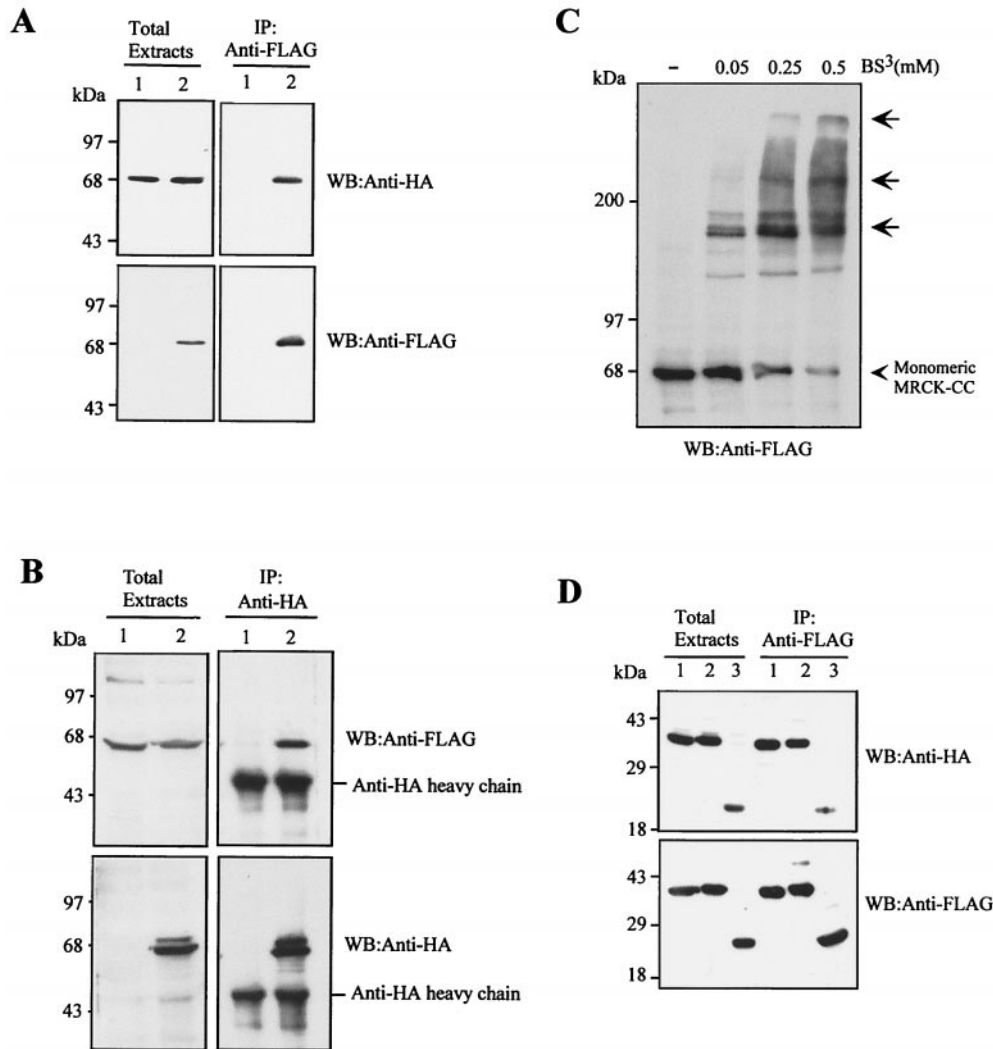 A
Total Extracts
IP: Anti-FLAG
1 2 1 2
kDa
97
68
43
WB:Anti-HA
97
68
43
WB:Anti-FLAG
B
Total Extracts
IP: Anti-HA
1 2 1 2
kDa
97
68
43
WB:Anti-FLAG
Anti-HA heavy chain
97
68
43
WB:Anti-HA
Anti-HA heavy chain
C
kDa
- 0.05 0.25 0.5 BS³(mM)
200
97
68
Monomeric
MRCK-CC
WB:Anti-FLAG
D
Total Extracts
IP: Anti-FLAG
kDa 1 2 3 1 2 3
43
29
18
WB:Anti-HA
43
29
18
WB:Anti-FLAG